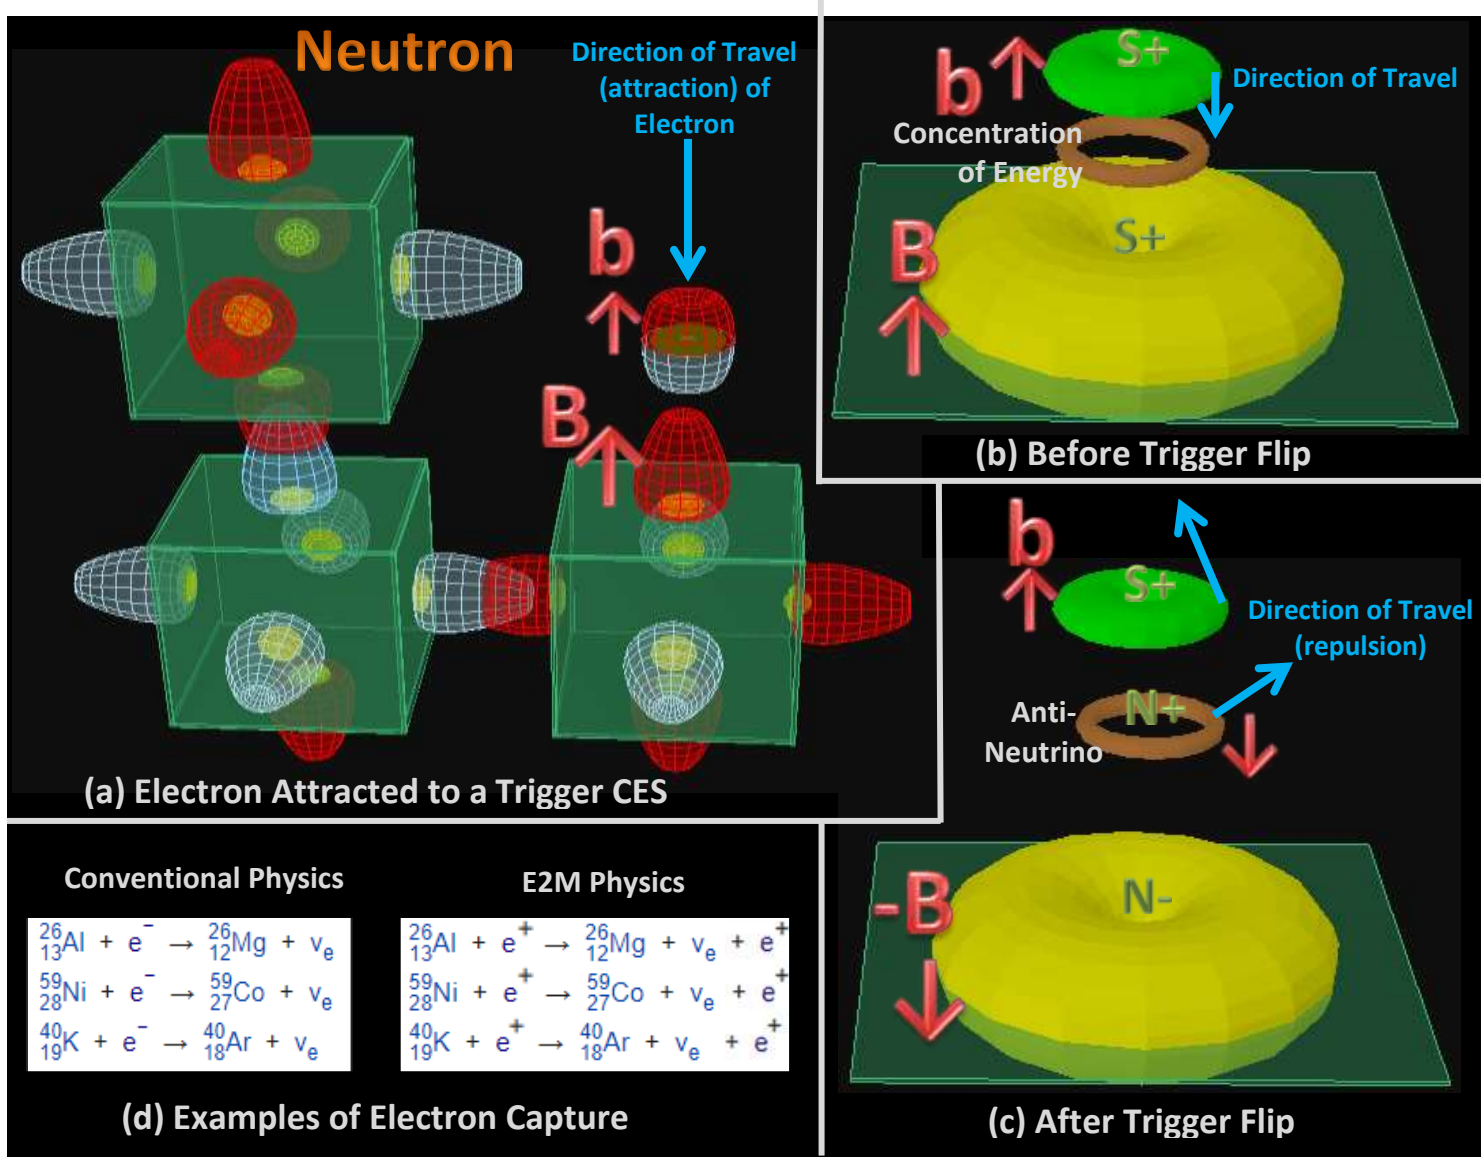 Neutron
Direction of Travel
(attraction) of
Electron
b
B
(a) Electron Attracted to a Trigger CES
S+
b
Direction of Travel
Concentration
of Energy
S+
B
(b) Before Trigger Flip
b
S+
Direction of Travel
(repulsion)
Anti-
Neutrino
N+
-B
N-
(c) After Trigger Flip
Conventional Physics
²⁶₁₃Al + e⁻ → ²⁶₁₂Mg + νₑ
⁵⁹₂₈Ni + e⁻ → ⁵⁹₂₇Co + νₑ
⁴⁰₁₉K + e⁻ → ⁴⁰₁₈Ar + νₑ
E2M Physics
²⁶₁₃Al + e⁺ → ²⁶₁₂Mg + νₑ + e⁺
⁵⁹₂₈Ni + e⁺ → ⁵⁹₂₇Co + νₑ + e⁺
⁴⁰₁₉K + e⁺ → ⁴⁰₁₈Ar + νₑ + e⁺
(d) Examples of Electron Capture